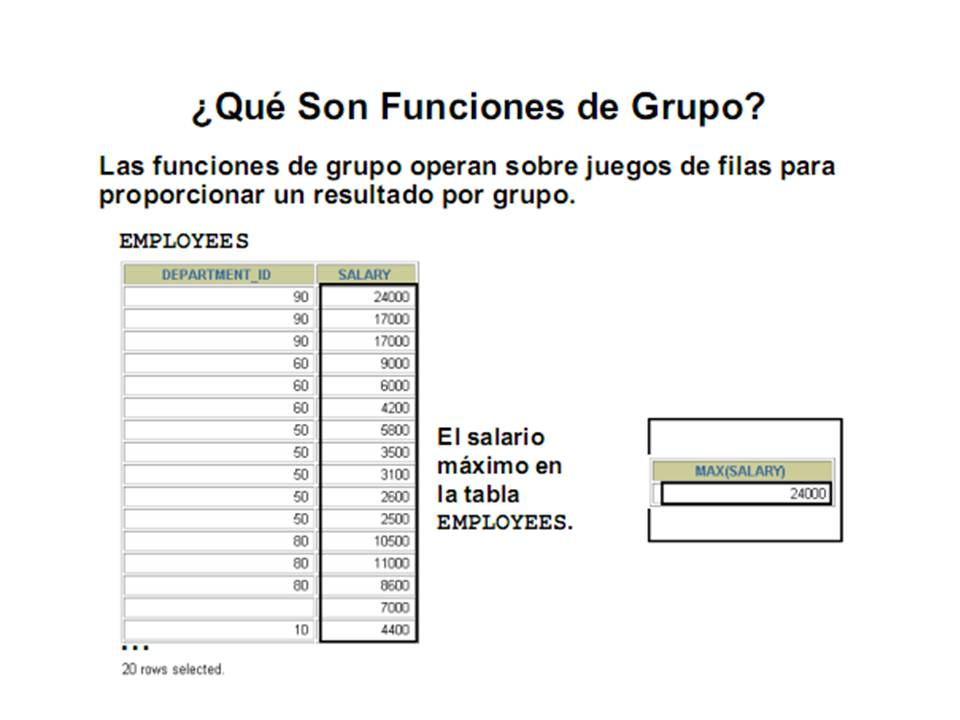 ¿Qué Son Funciones de Grupo?
Las funciones de grupo operan sobre juegos de filas para
proporcionar un resultado por grupo.
EMPLOYEES
DEPARTMENT_ID SALARY
90 24000
90 17000
90 17000
60 9000
60 6000
60 4200
50 5800
50 3500
50 3100
50 2600
50 2500
80 10500
80 11000
80 8600
7000
10 4400
...
20 rows selected.
El salario
máximo en
la tabla
EMPLOYEES.
MAX(SALARY)
24000